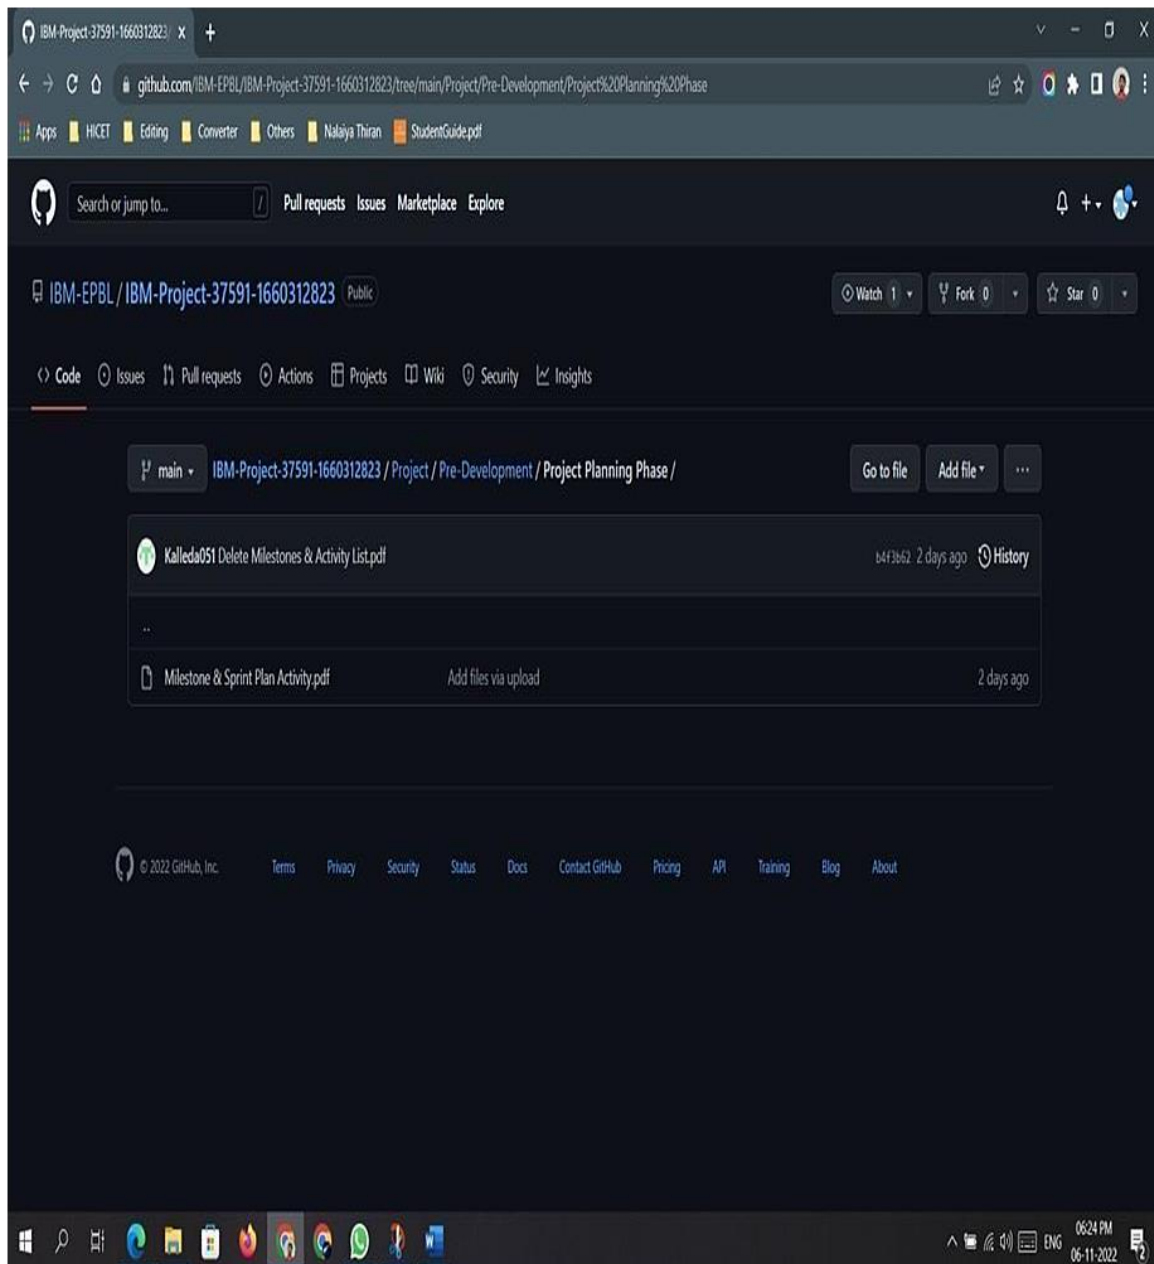 IBM-Project-37591-1660312823/ X +
github.com/IBM-EPBL/IBM-Project-37591-1660312823/tree/main/Project/Pre-Development/Project%20Planning%20Phase
Apps HICET Editing Converter Others Nalaiya Thiran StudentGuide.pdf
Search or jump to... / Pull requests Issues Marketplace Explore
IBM-EPBL / IBM-Project-37591-1660312823 Public Watch 1 Fork 0 Star 0
Code Issues Pull requests Actions Projects Wiki Security Insights
main IBM-Project-37591-1660312823 / Project / Pre-Development / Project Planning Phase / Go to file Add file ...
Kalleda051 Delete Milestones & Activity List.pdf b4f3b62 2 days ago History
..
Milestone & Sprint Plan Activity.pdf Add files via upload 2 days ago
© 2022 GitHub, Inc. Terms Privacy Security Status Docs Contact GitHub Pricing API Training Blog About
ENG 06:24 PM
06-11-2022 2